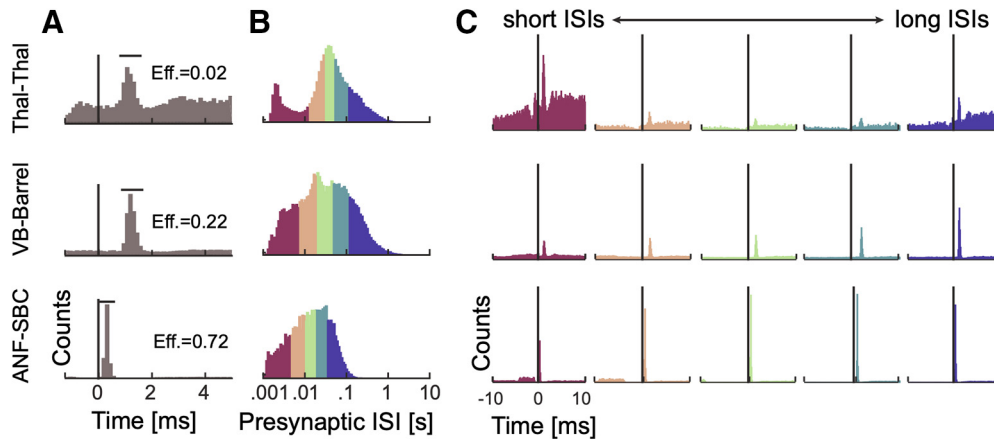 A
B
C
short ISIs
long ISIs
Thal-Thal
Eff.=0.02
VB-Barrel
Eff.=0.22
ANF-SBC
Counts
Eff.=0.72
Counts
0 2 4
.001 .01 .1 1 10
-10 0 10
Time [ms]
Presynaptic ISI [s]
Time [ms]